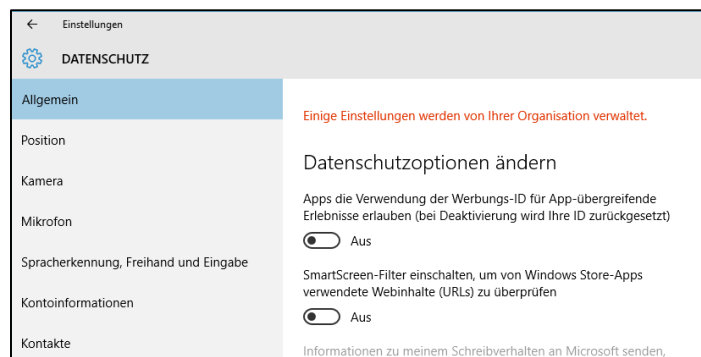 Einstellungen
DATENSCHUTZ
Allgemein
Position
Kamera
Mikrofon
Spracherkennung, Freihand und Eingabe
Kontoinformationen
Kontakte
Einige Einstellungen werden von Ihrer Organisation verwaltet.
Datenschutzoptionen ändern
Apps die Verwendung der Werbungs-ID für App-übergreifende
Erlebnisse erlauben (bei Deaktivierung wird Ihre ID zurückgesetzt)
Aus
SmartScreen-Filter einschalten, um von Windows Store-Apps
verwendete Webinhalte (URLs) zu überprüfen
Aus
Informationen zu meinem Schreibverhalten an Microsoft senden,